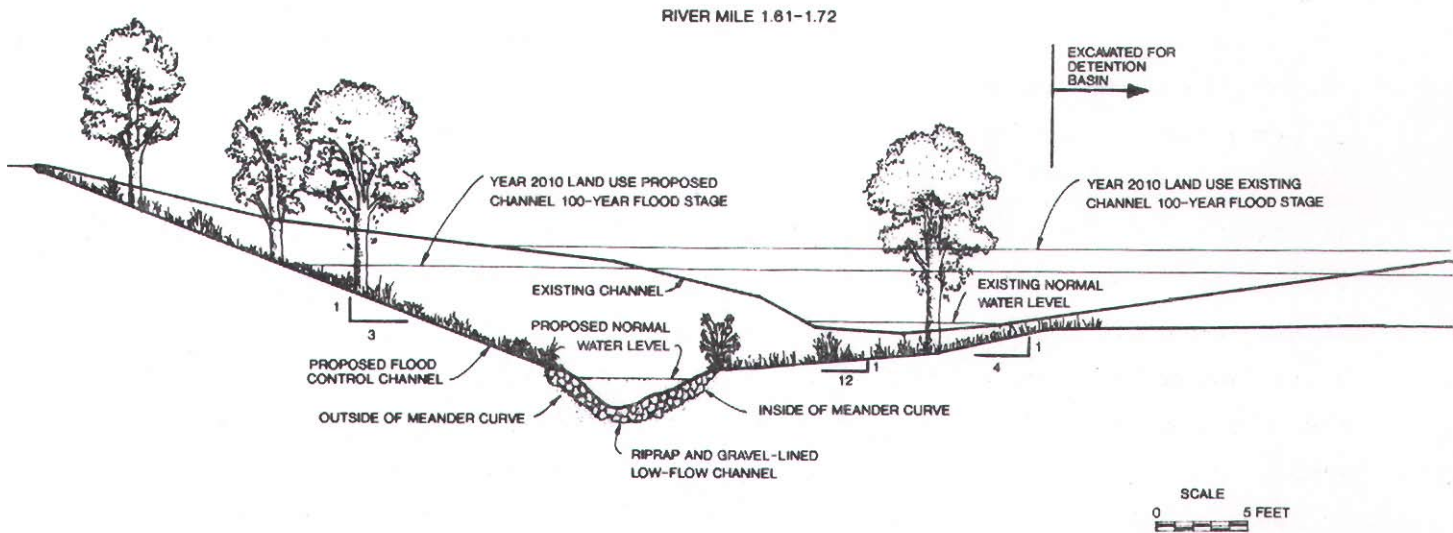 RIVER MILE 1.61-1.72
EXCAVATED FOR
DETENTION
BASIN
YEAR 2010 LAND USE PROPOSED
CHANNEL 100-YEAR FLOOD STAGE
YEAR 2010 LAND USE EXISTING
CHANNEL 100-YEAR FLOOD STAGE
EXISTING CHANNEL
EXISTING NORMAL
WATER LEVEL
1
3
PROPOSED NORMAL
WATER LEVEL
PROPOSED FLOOD
CONTROL CHANNEL
12
1
4
1
OUTSIDE OF MEANDER CURVE
INSIDE OF MEANDER CURVE
RIPRAP AND GRAVEL-LINED
LOW-FLOW CHANNEL
SCALE
0 5 FEET